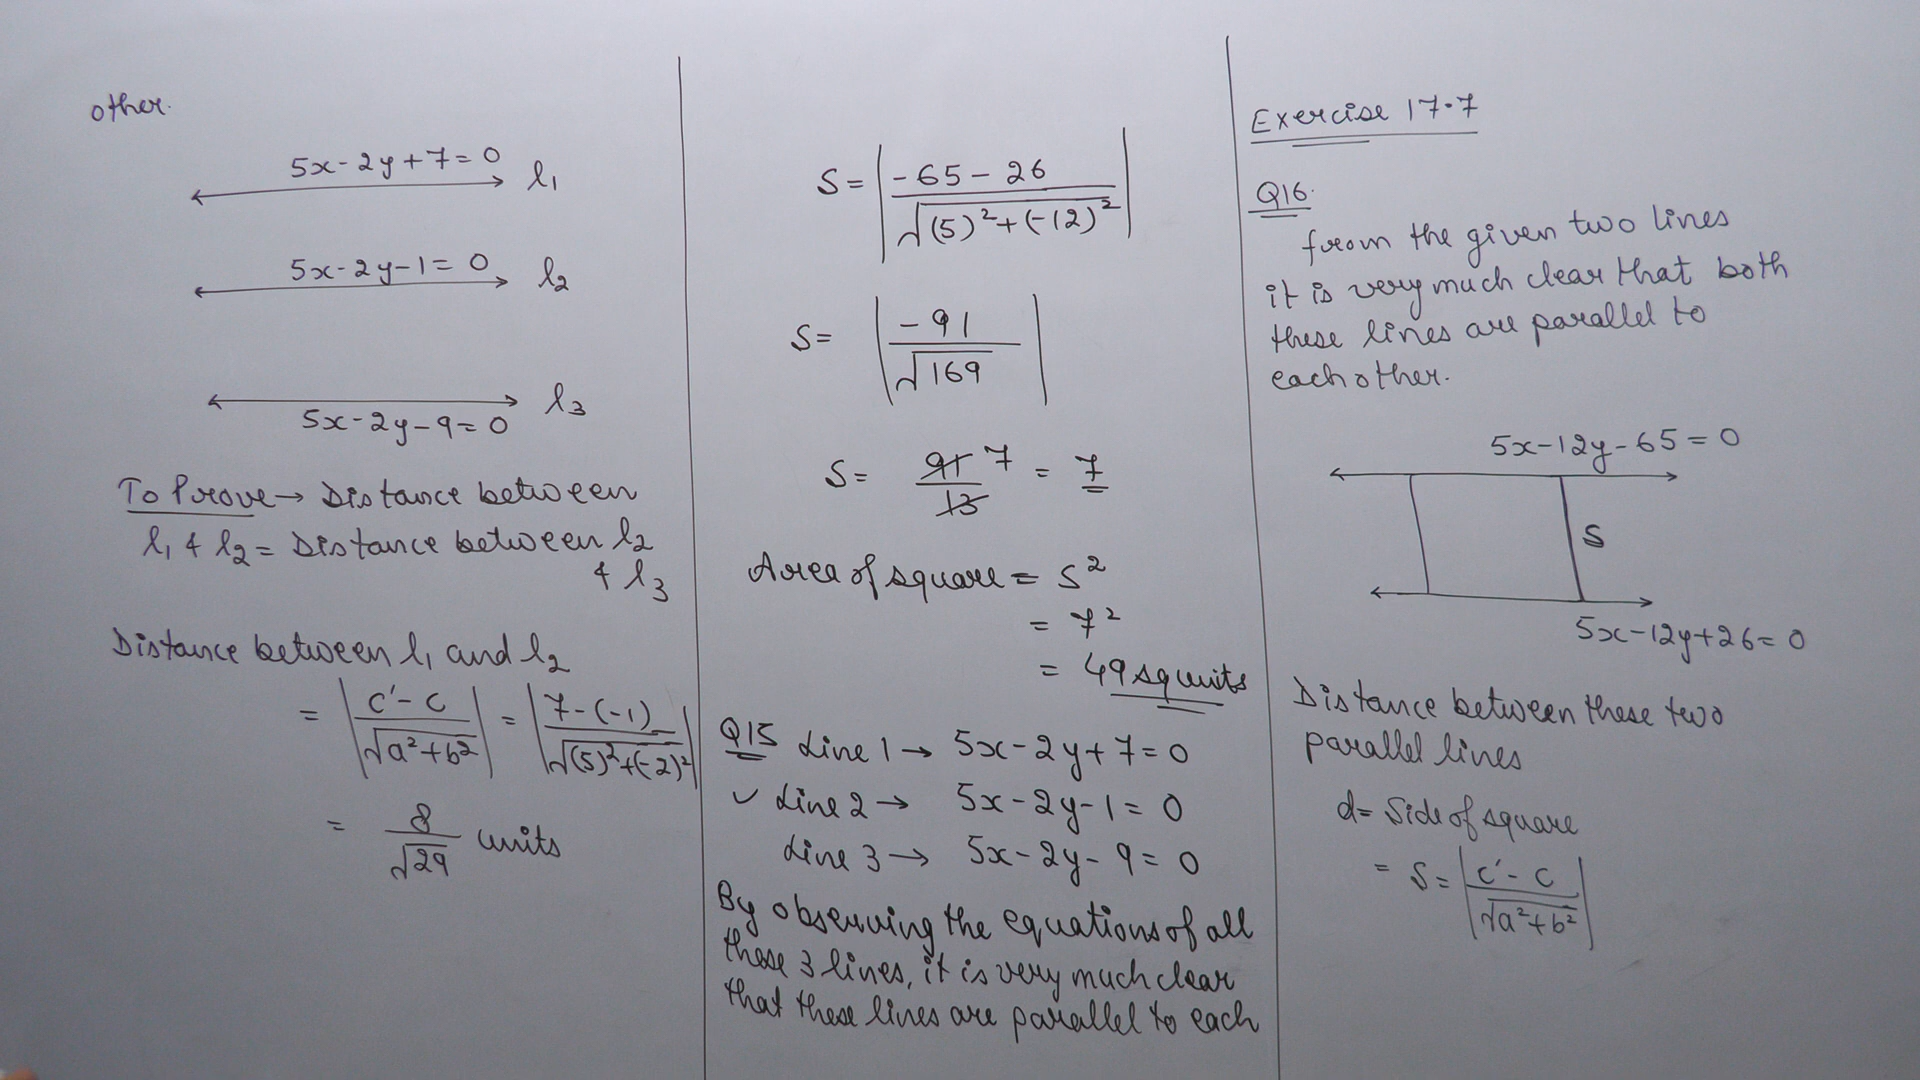 other.
5x-2y+7=0 l1
5x-2y-1=0 l2
l3
5x-2y-9=0
To Prove→ Distance between
l1 & l2 = Distance between l2
& l3
Distance between l1 and l2
= |c'-c / √a²+b²| = |7-(-1) / √(5)²+(-2)²|
= 8/√29 units
S= |-65-26 / √(5)²+(-12)²|
S= |-91 / √169|
S= 91/13 7 = 7
Area of square = S²
= 7²
= 49 sq units
Q15 Line 1→ 5x-2y+7=0
✓ Line 2→ 5x-2y-1=0
Line 3→ 5x-2y-9=0
By observing the equations of all
these 3 lines, it is very much clear
that these lines are parallel to each
Exercise 17.7
Q16.
from the given two lines
it is very much clear that both
these lines are parallel to
each other.
5x-12y-65=0
S
5x-12y+26=0
Distance between these two
parallel lines
d= Side of square
= S= |c'-c / √a²+b²|